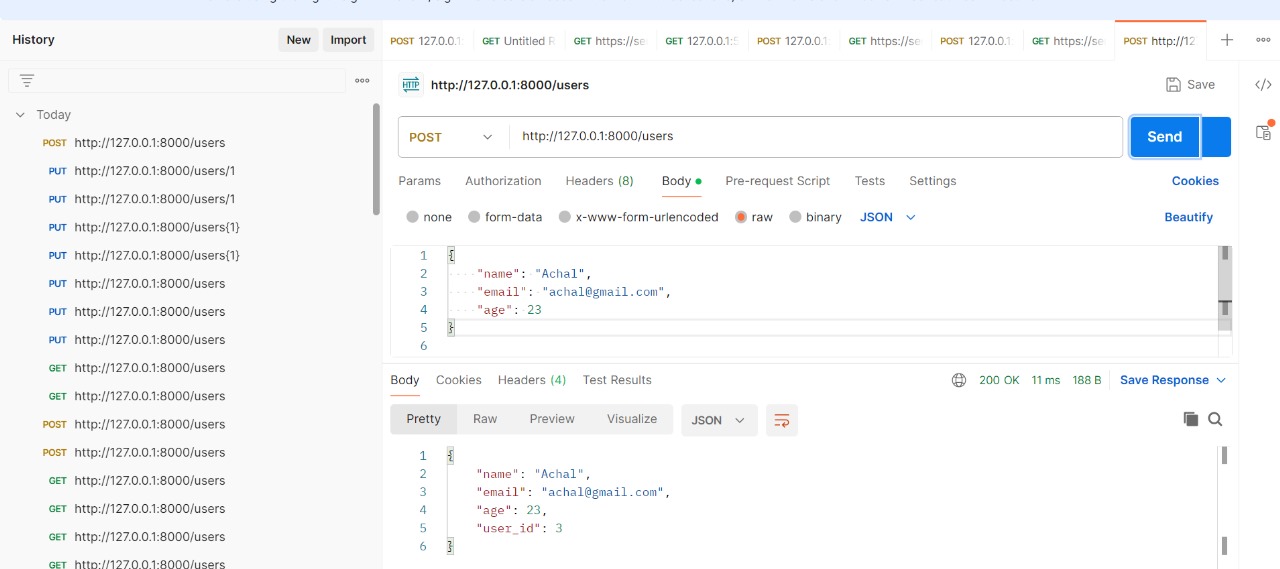 History
New
Import
POST 127.0.0.1:
GET Untitled R
GET https://se
GET 127.0.0.1:5
POST 127.0.0.1:
GET https://se
POST 127.0.0.1:
GET https://se
POST http://12
http://127.0.0.1:8000/users
Save
Today
POST http://127.0.0.1:8000/users
PUT http://127.0.0.1:8000/users/1
PUT http://127.0.0.1:8000/users/1
PUT http://127.0.0.1:8000/users{1}
PUT http://127.0.0.1:8000/users{1}
PUT http://127.0.0.1:8000/users
PUT http://127.0.0.1:8000/users
PUT http://127.0.0.1:8000/users
GET http://127.0.0.1:8000/users
GET http://127.0.0.1:8000/users
POST http://127.0.0.1:8000/users
POST http://127.0.0.1:8000/users
GET http://127.0.0.1:8000/users
GET http://127.0.0.1:8000/users
GET http://127.0.0.1:8000/users
GET http://127.0.0.1:8000/users
POST http://127.0.0.1:8000/users
Send
Params Authorization Headers (8) Body Pre-request Script Tests Settings Cookies
none form-data x-www-form-urlencoded raw binary JSON Beautify
1 {
2 "name": "Achal",
3 "email": "achal@gmail.com",
4 "age": 23
5 }
6
Body Cookies Headers (4) Test Results 200 OK 11 ms 188 B Save Response
Pretty Raw Preview Visualize JSON
1 {
2 "name": "Achal",
3 "email": "achal@gmail.com",
4 "age": 23,
5 "user_id": 3
6 }